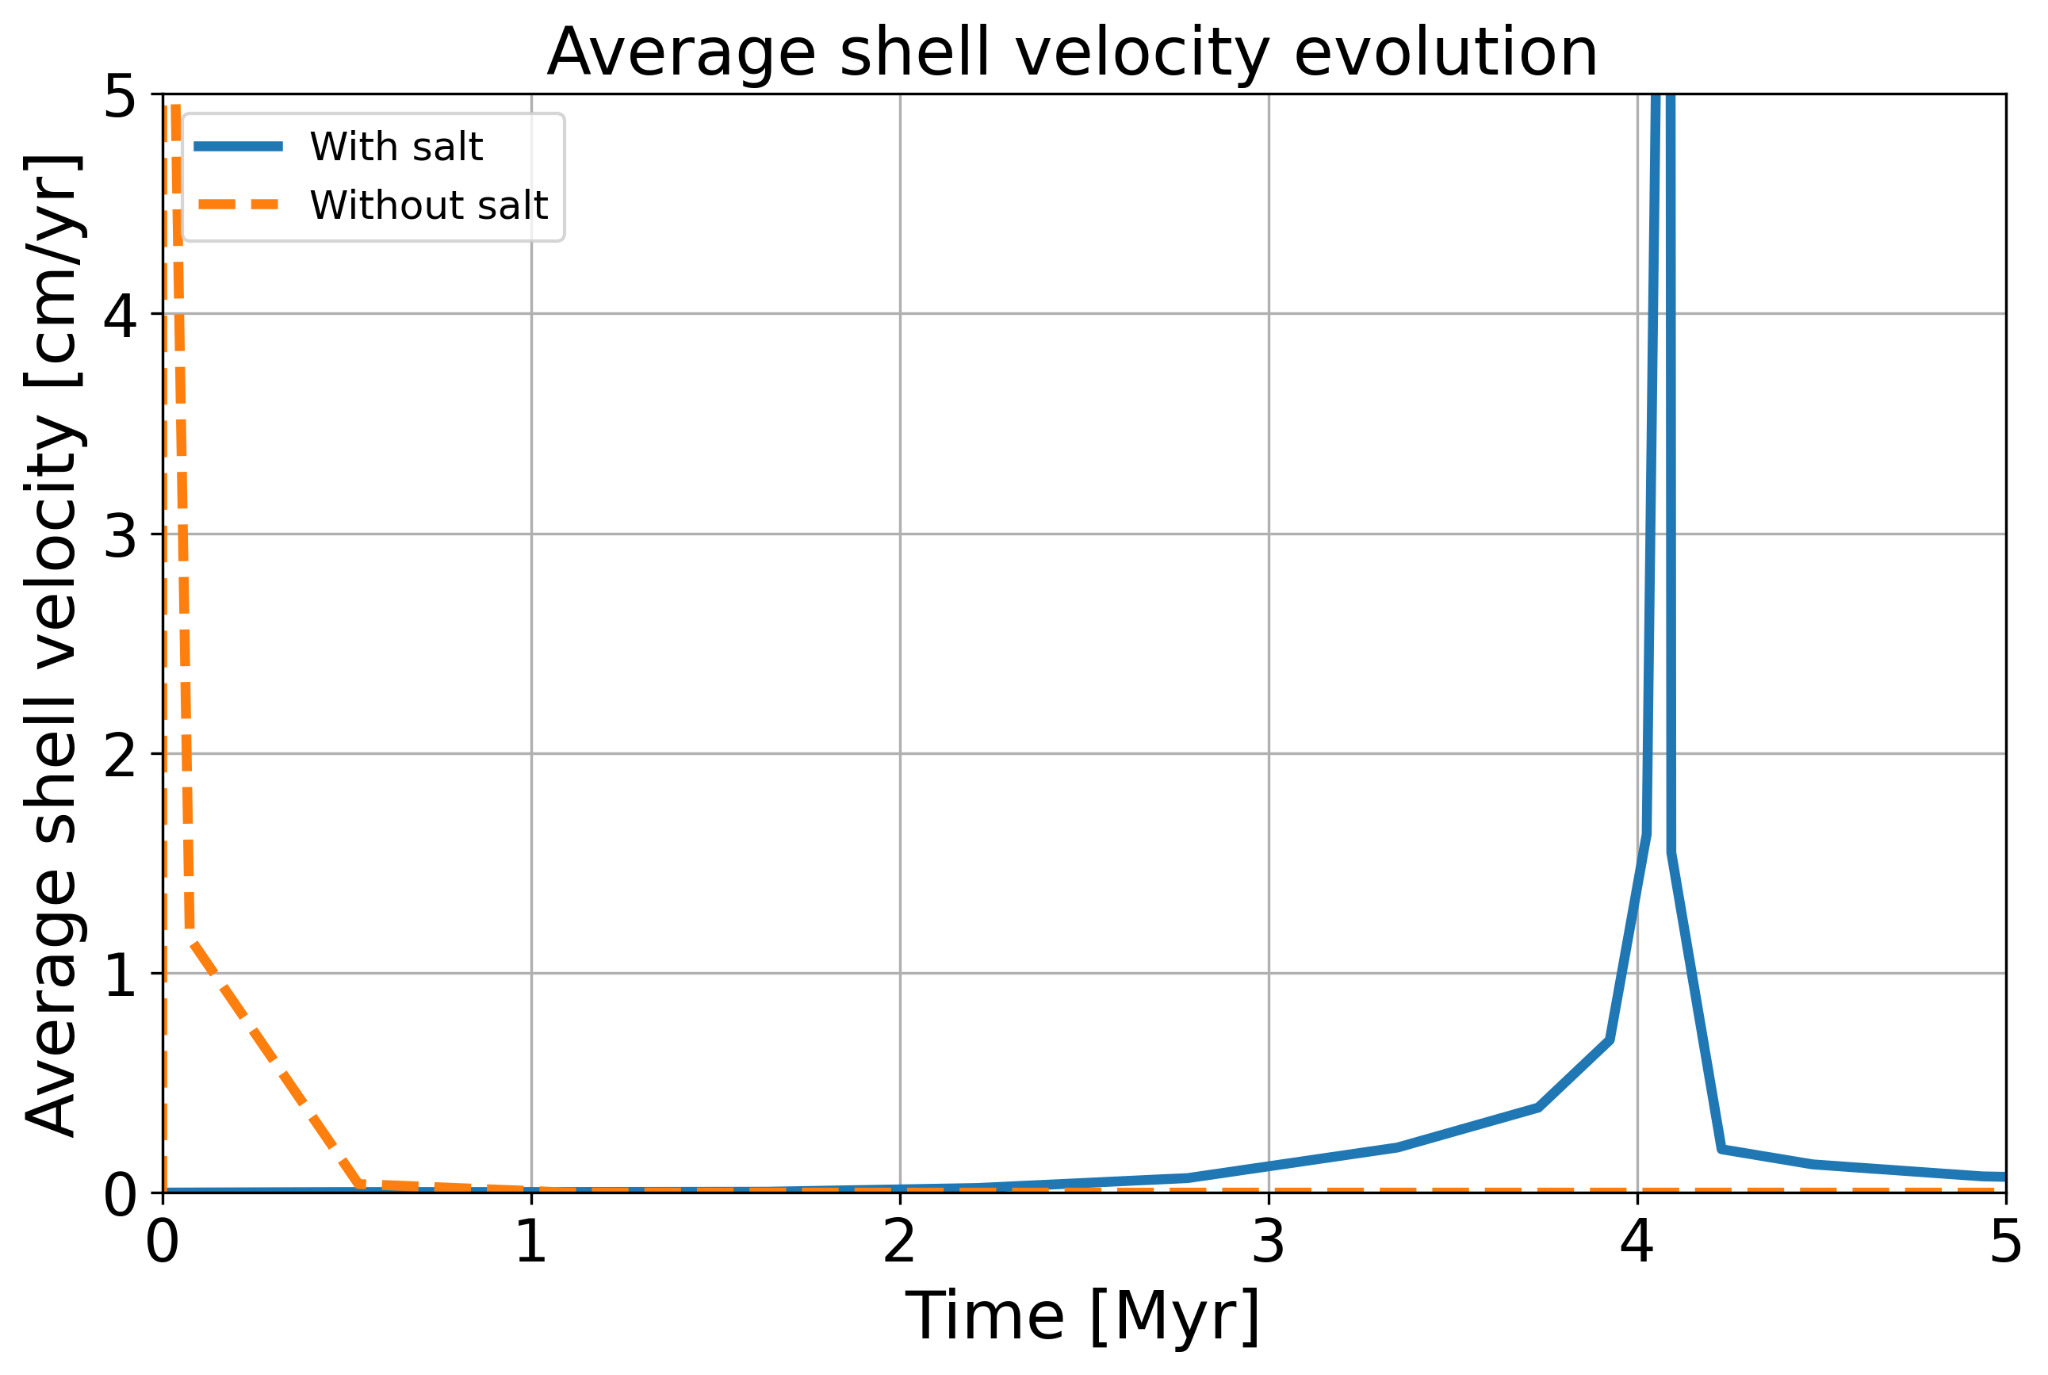 Average shell velocity evolution
Average shell velocity [cm/yr]
5
4
3
2
1
0
With salt
Without salt
0 1 2 3 4 5
Time [Myr]